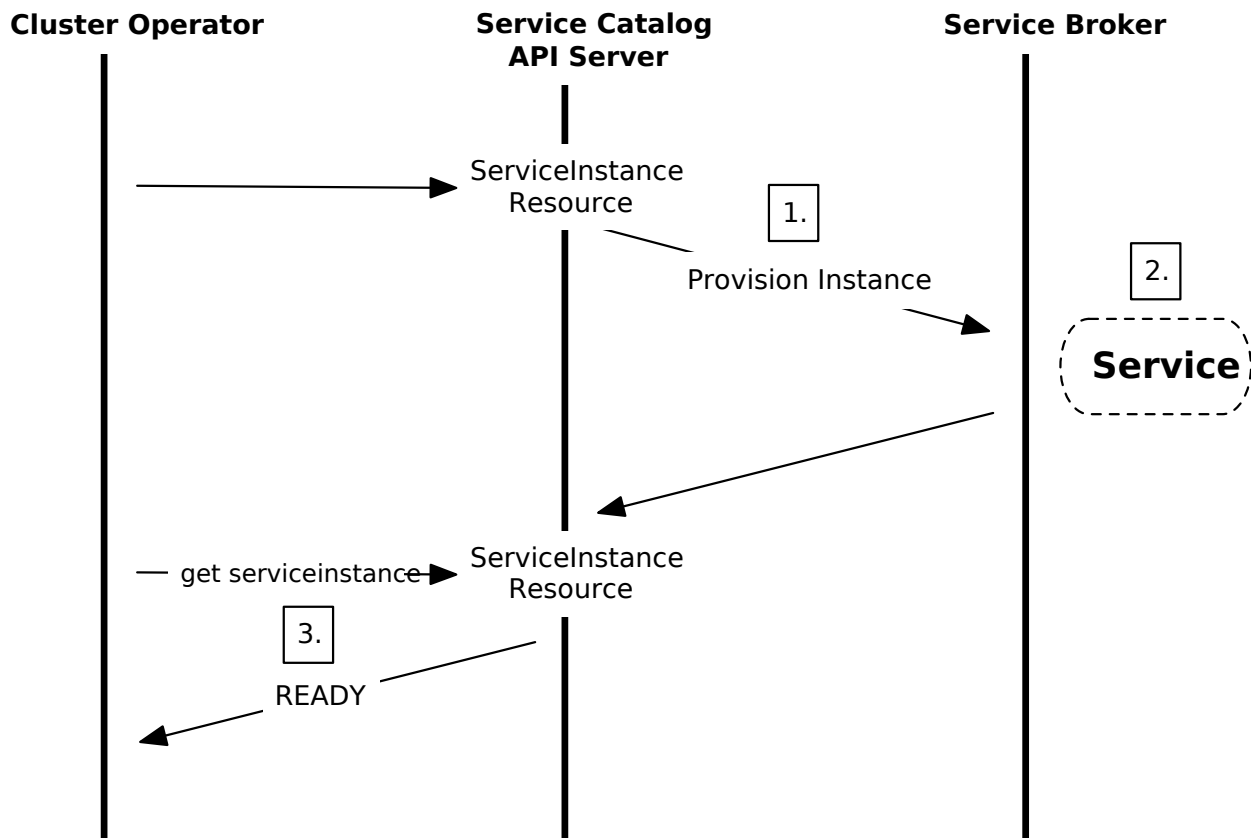 Cluster Operator
Service Catalog
API Server
Service Broker
ServiceInstance
Resource
1.
Provision Instance
2.
Service
ServiceInstance
Resource
get serviceinstance
3.
READY